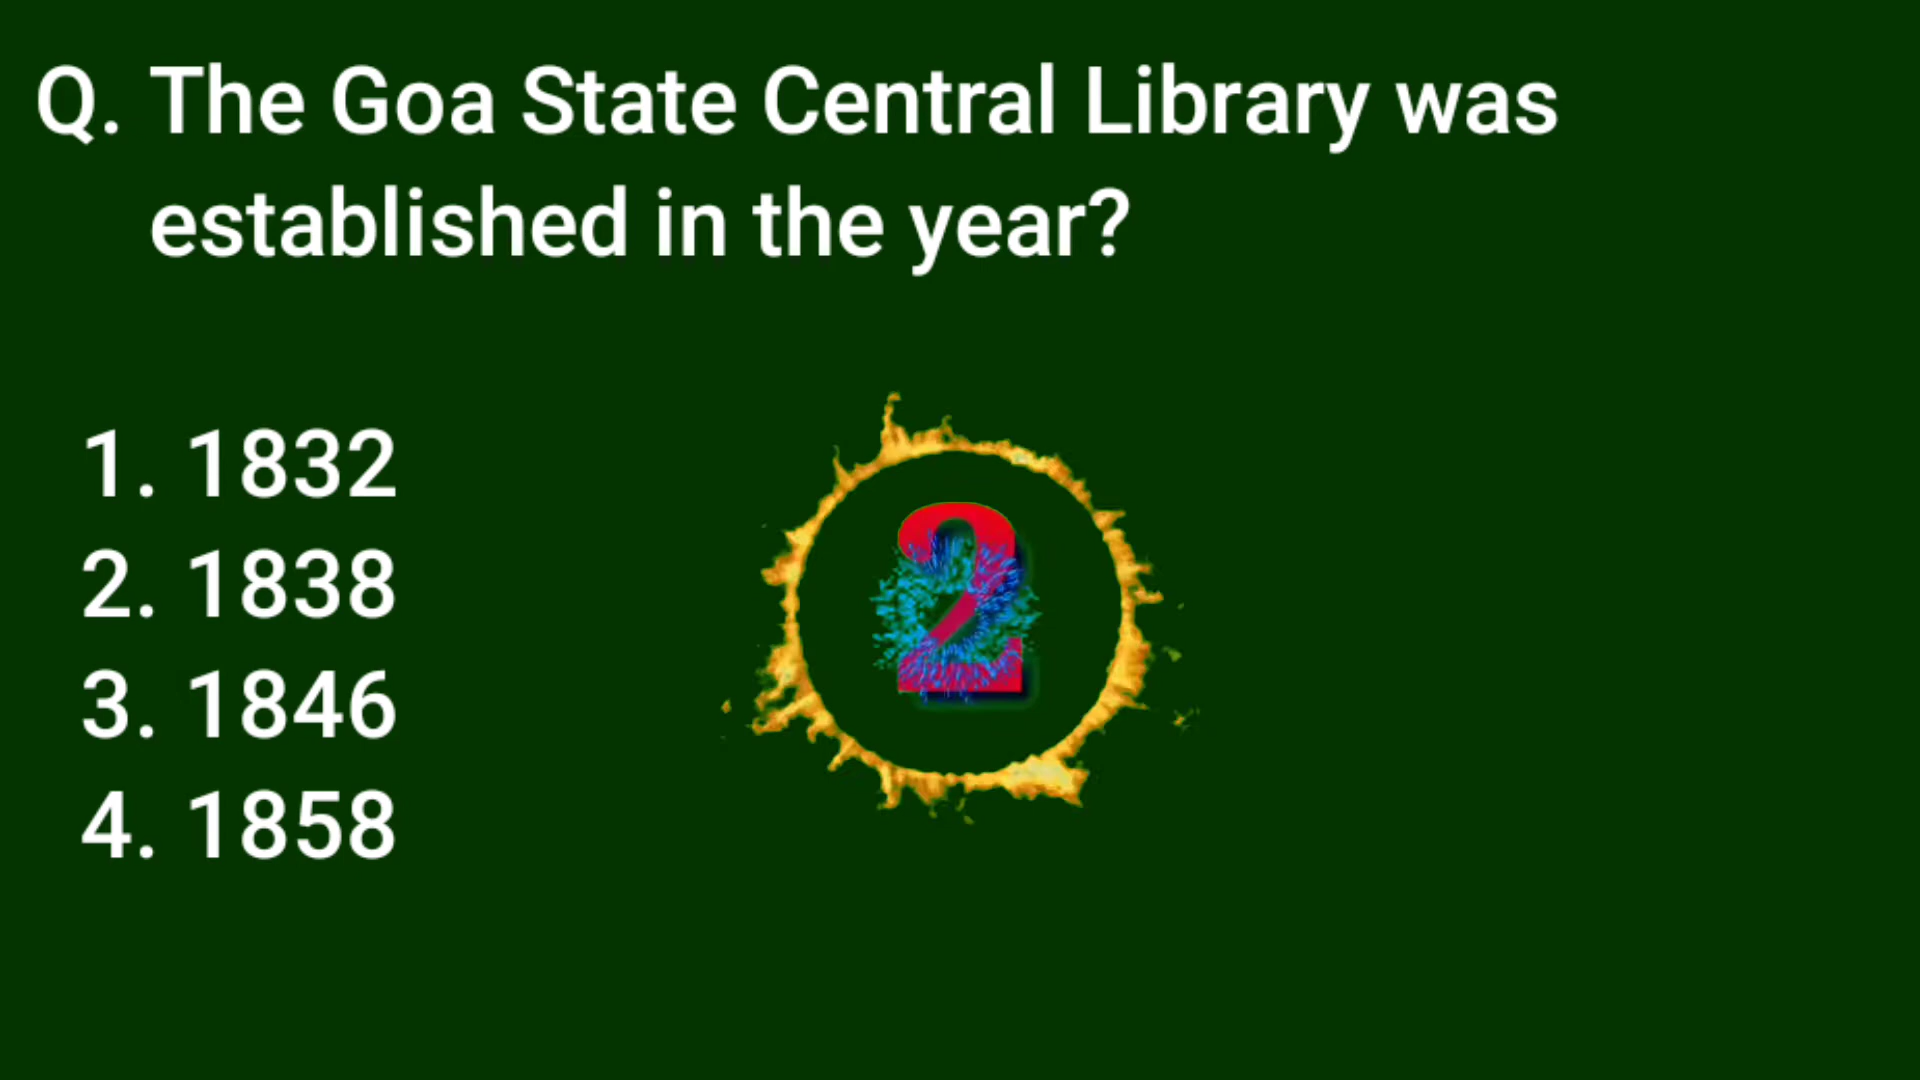 Q. The Goa State Central Library was
established in the year?
1. 1832
2. 1838
2
3. 1846
4. 1858